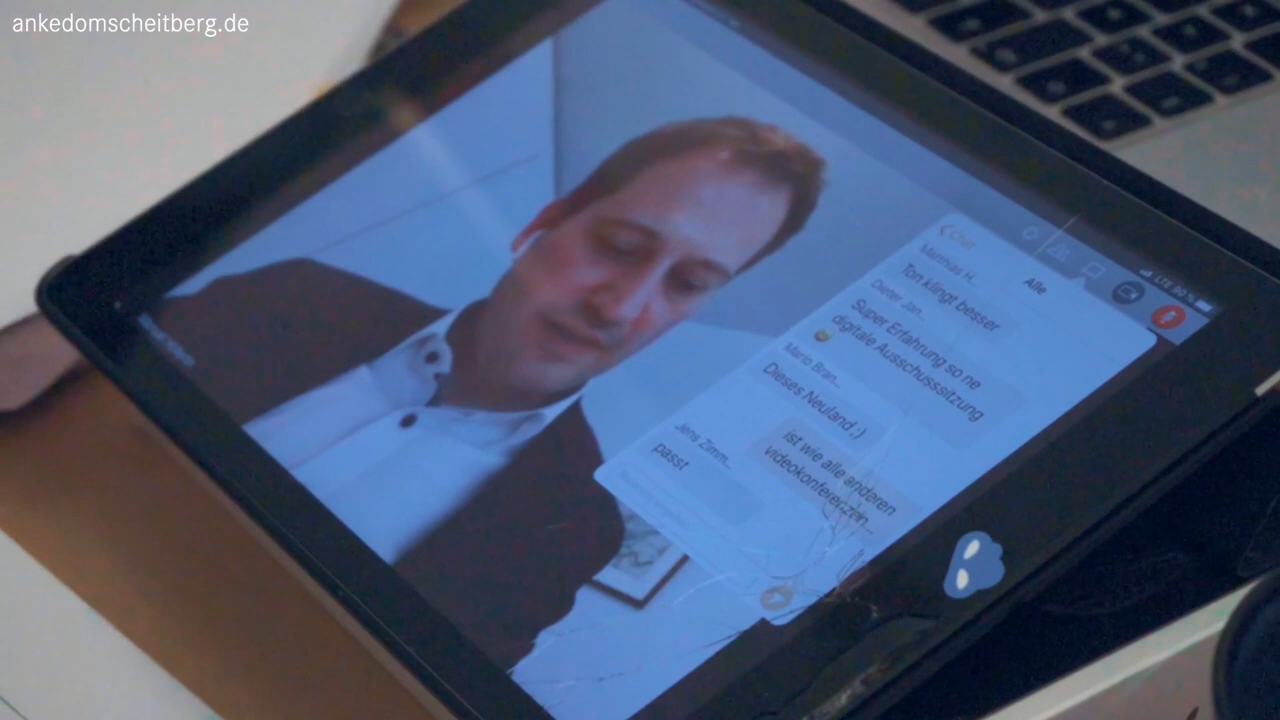 ankedomscheitberg.de
LTE
Chat
Alle
Matthias H...
Ton klingt besser
Dieter Jan...
Super Erfahrung so ne
digitale Ausschusssitzung
Mario Bran...
Dieses Neuland ;)
ist wie alle anderen
videokonferenzen...
Jens Zimm...
passt